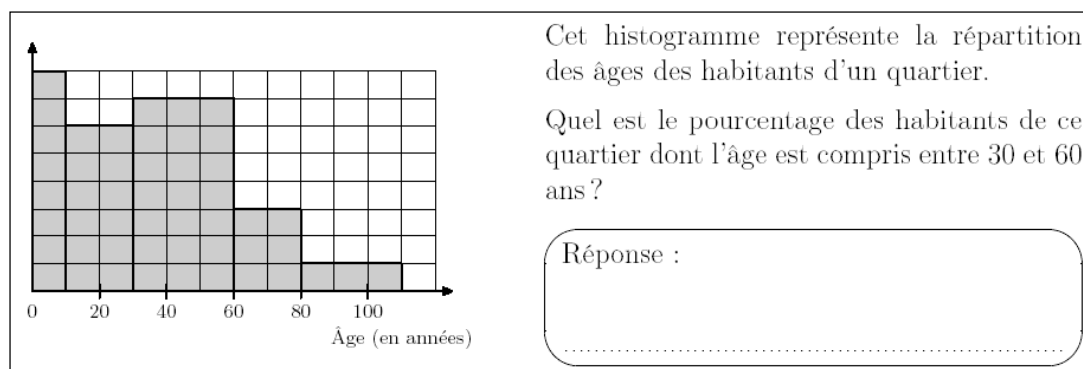 Cet histogramme représente la répartition
des âges des habitants d'un quartier.
Quel est le pourcentage des habitants de ce
quartier dont l'âge est compris entre 30 et 60
ans ?
Réponse :
0 20 40 60 80 100
Âge (en années)